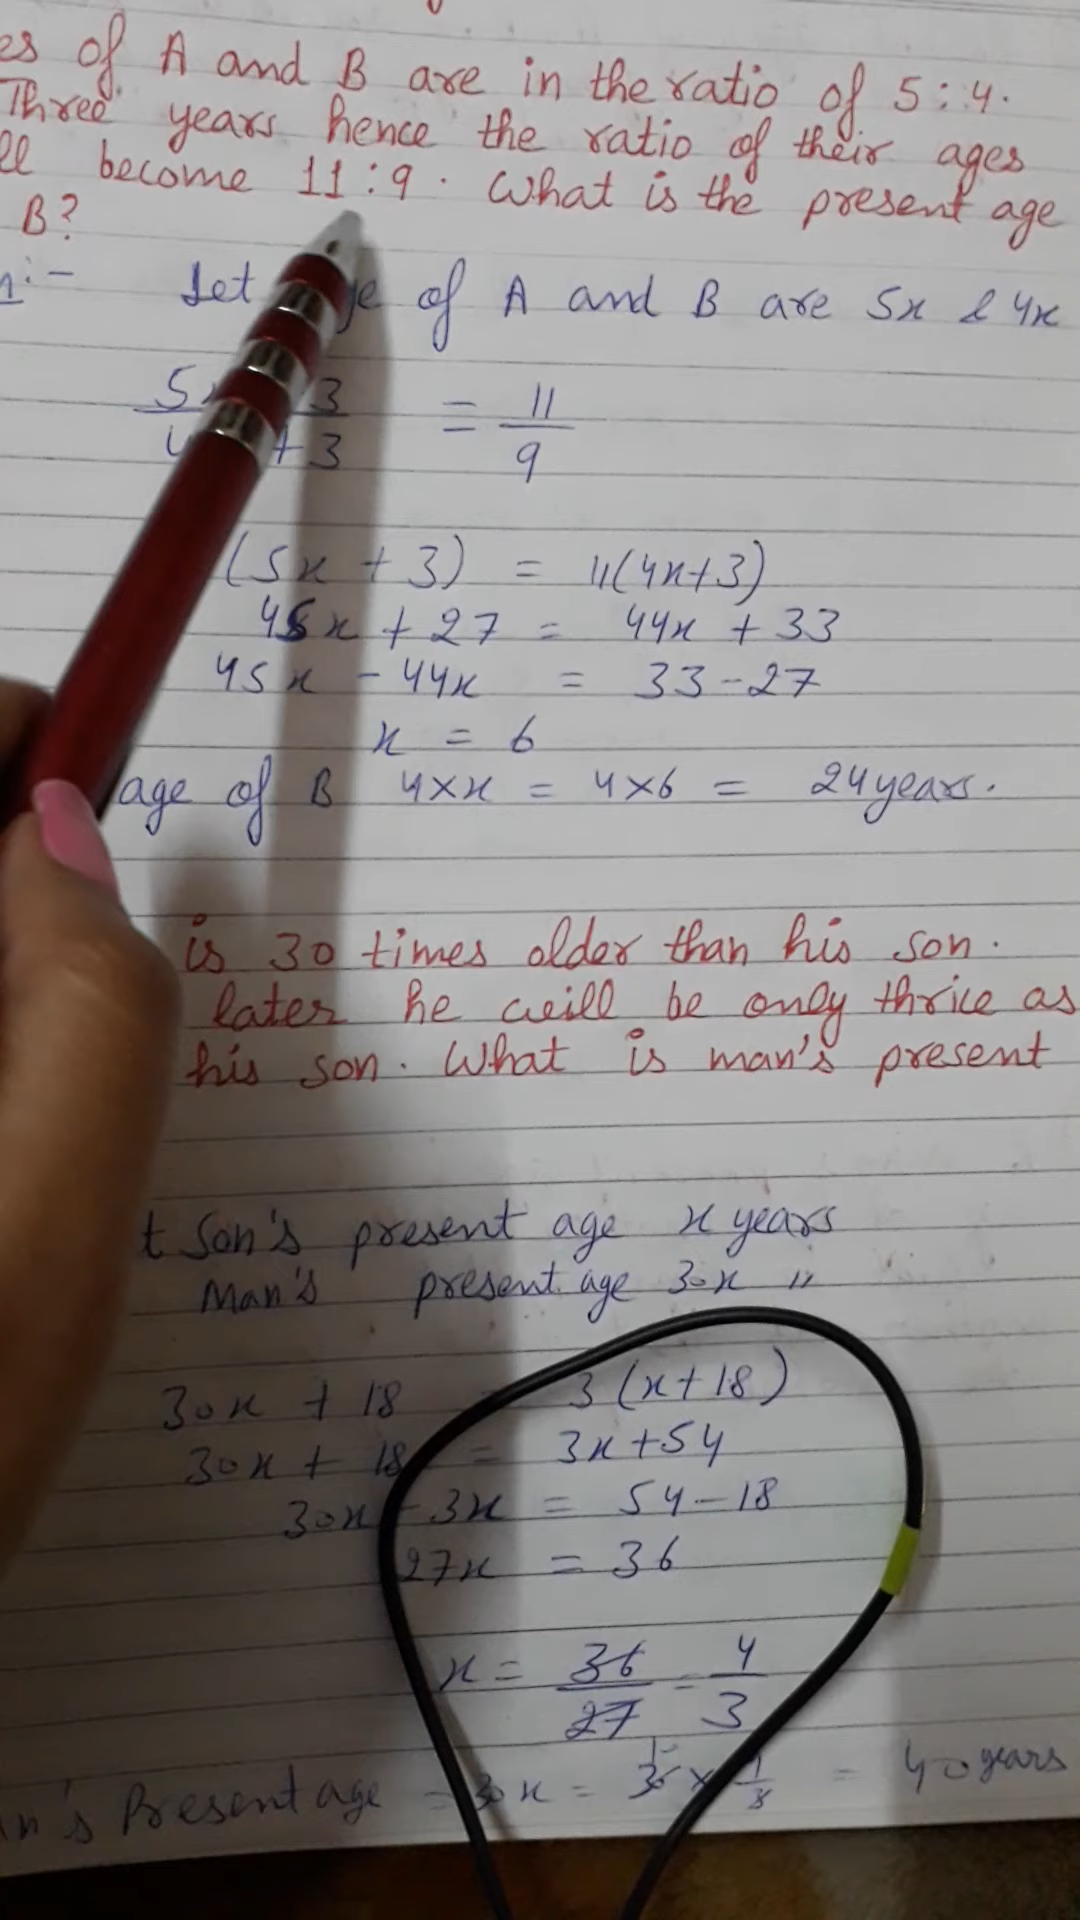 es of A and B are in the ratio of 5:4.
Three years hence the ratio of their ages
ll become 11:9. What is the present age
B?
n:- Let of A and B are 5x & 4x
5 3 = 11
4 +3 9
(5x + 3) = 11(4x+3)
45x + 27 = 44x + 33
45x - 44x = 33-27
x = 6
age of B 4×x = 4×6 = 24 years.
is 30 times older than his son.
later he will be only thrice as
his son. What is man's present
t Son's present age x years
Man's present age 30x "
30x + 18 = 3(x+18)
30x + 18 = 3x+54
30x - 3x = 54-18
27x = 36
x = 36 = 4
27 3
n's Present age = 30x = = 40 years